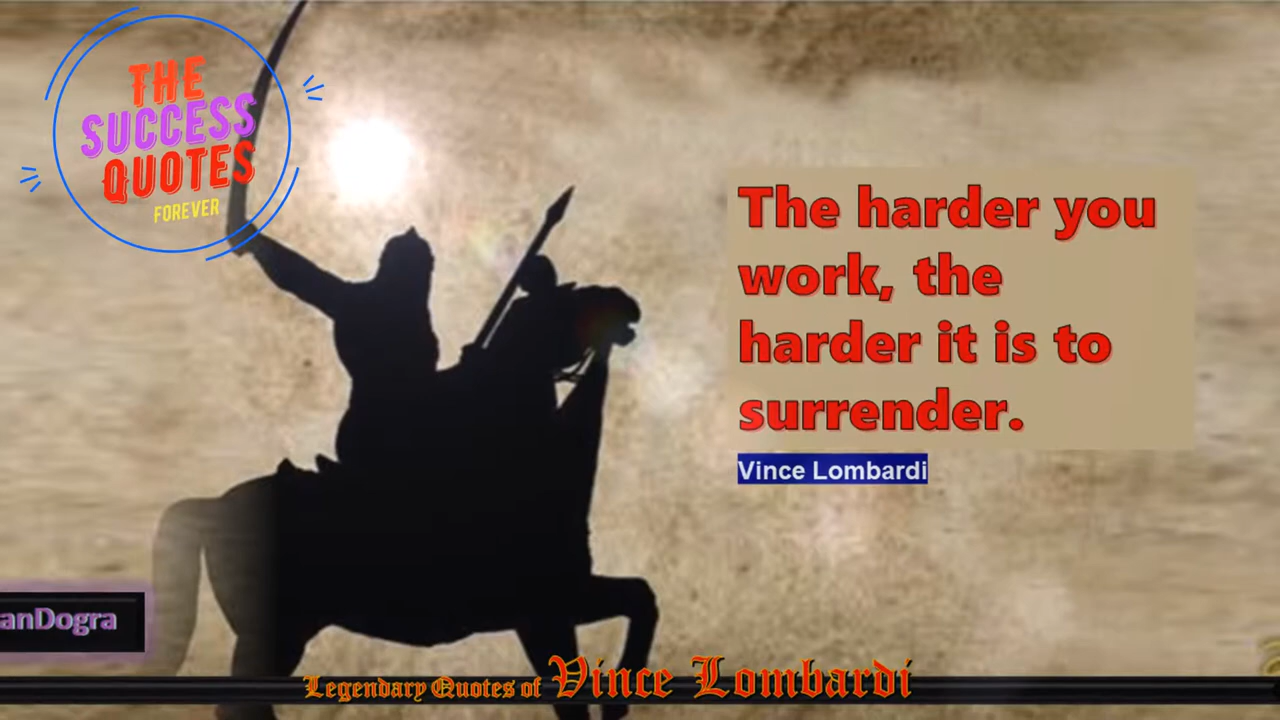 THE
SUCCESS
QUOTES
FOREVER
The harder you
work, the
harder it is to
surrender.
Vince Lombardi
anDogra
Legendary Quotes of Vince Lombardi